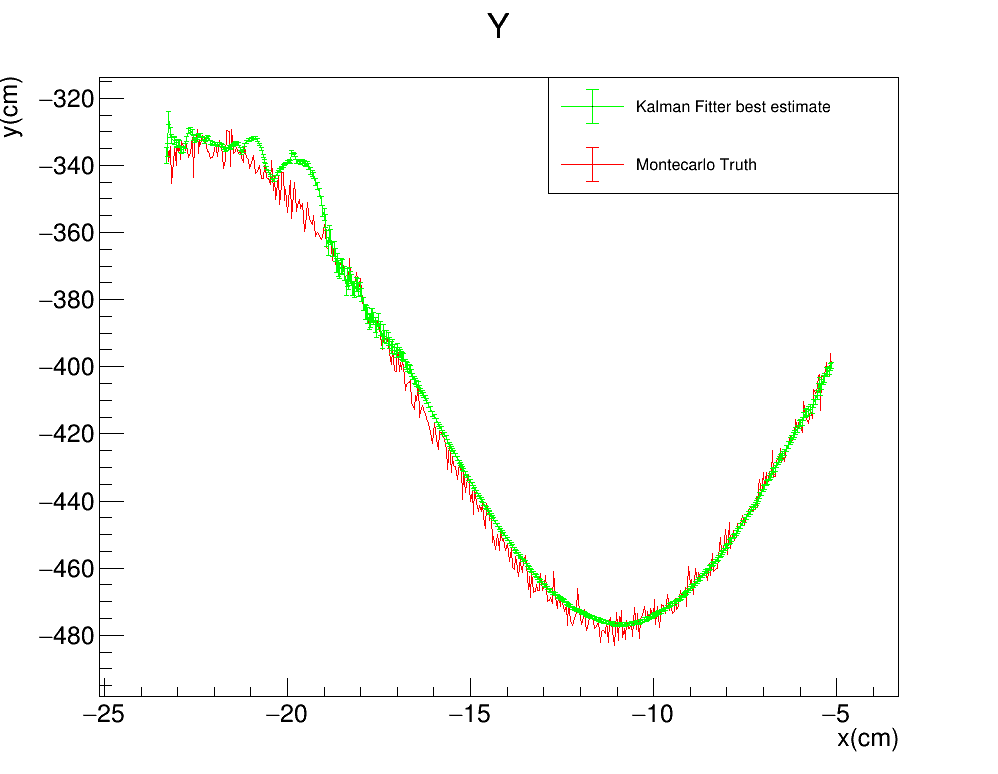 Y
y(cm)
Kalman Fitter best estimate
Montecarlo Truth
−320
−340
−360
−380
−400
−420
−440
−460
−480
−25 −20 −15 −10 −5
x(cm)